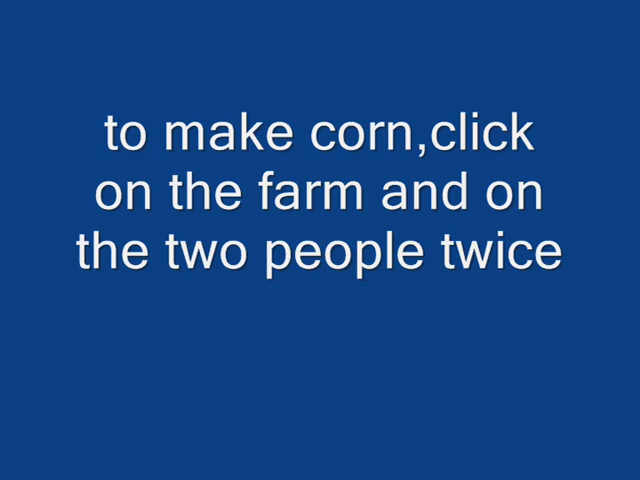 to make corn,click
on the farm and on
the two people twice